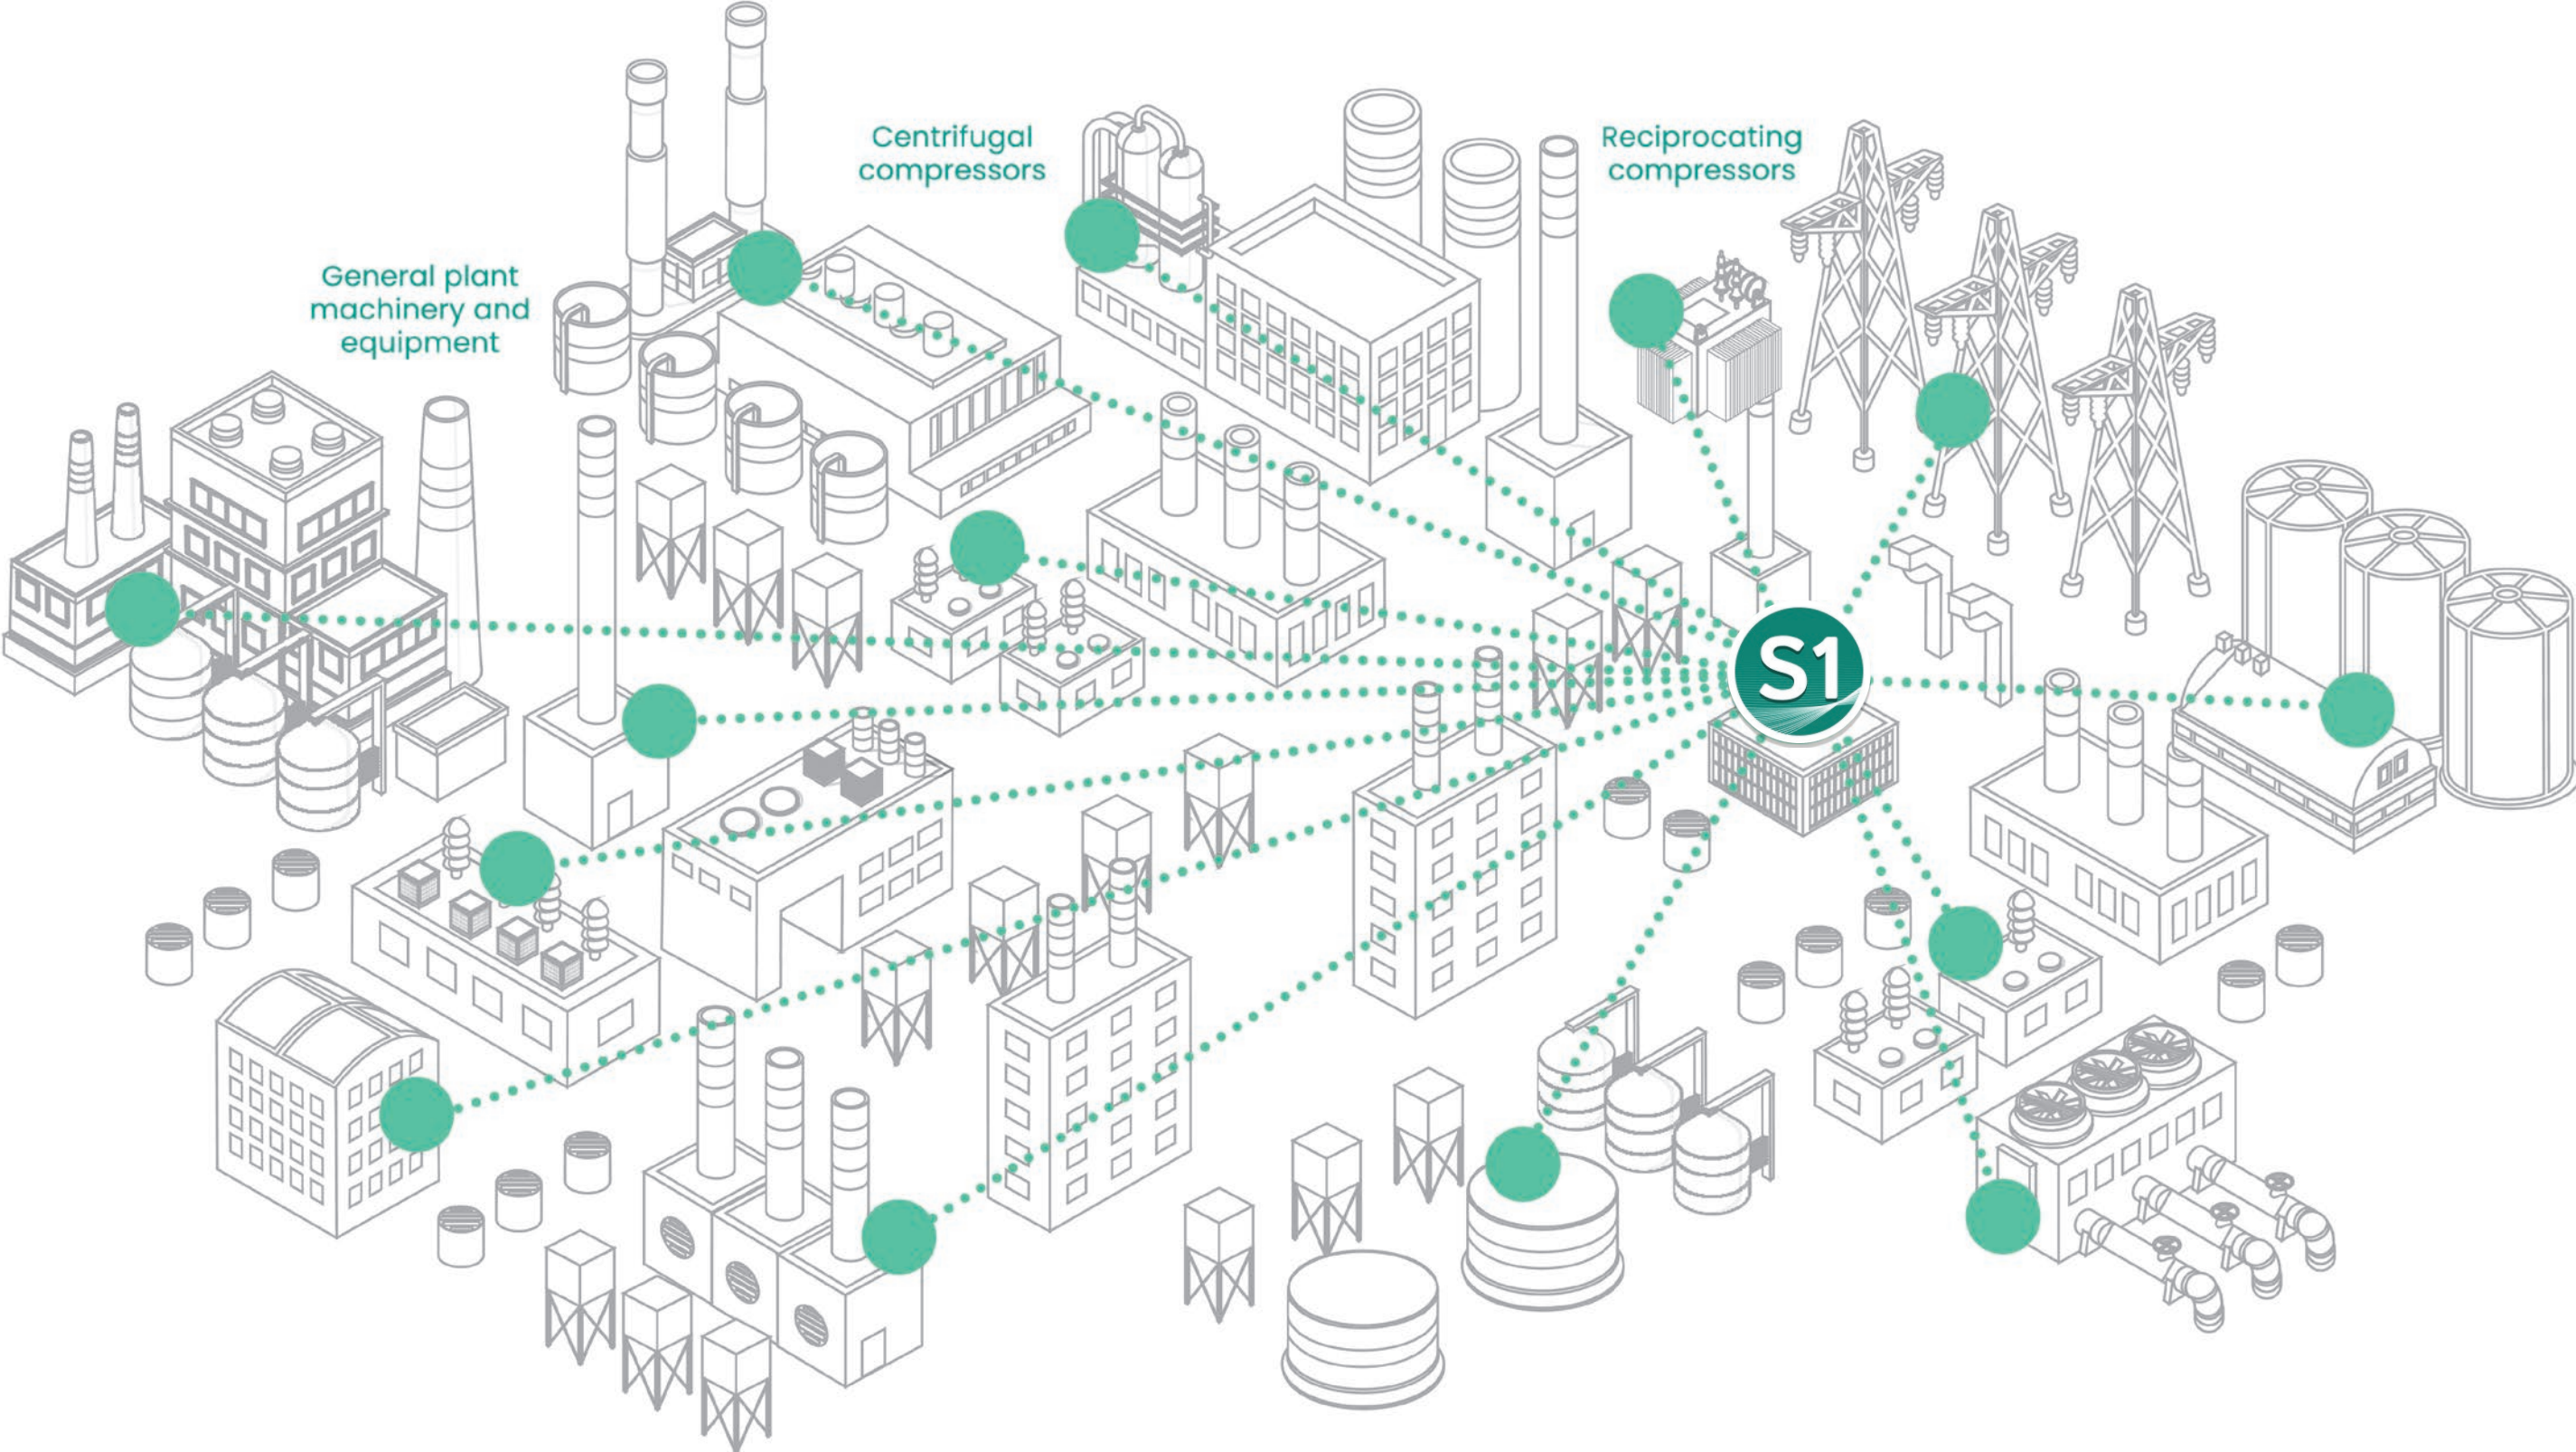 Centrifugal
compressors
Reciprocating
compressors
General plant
machinery and
equipment
S1